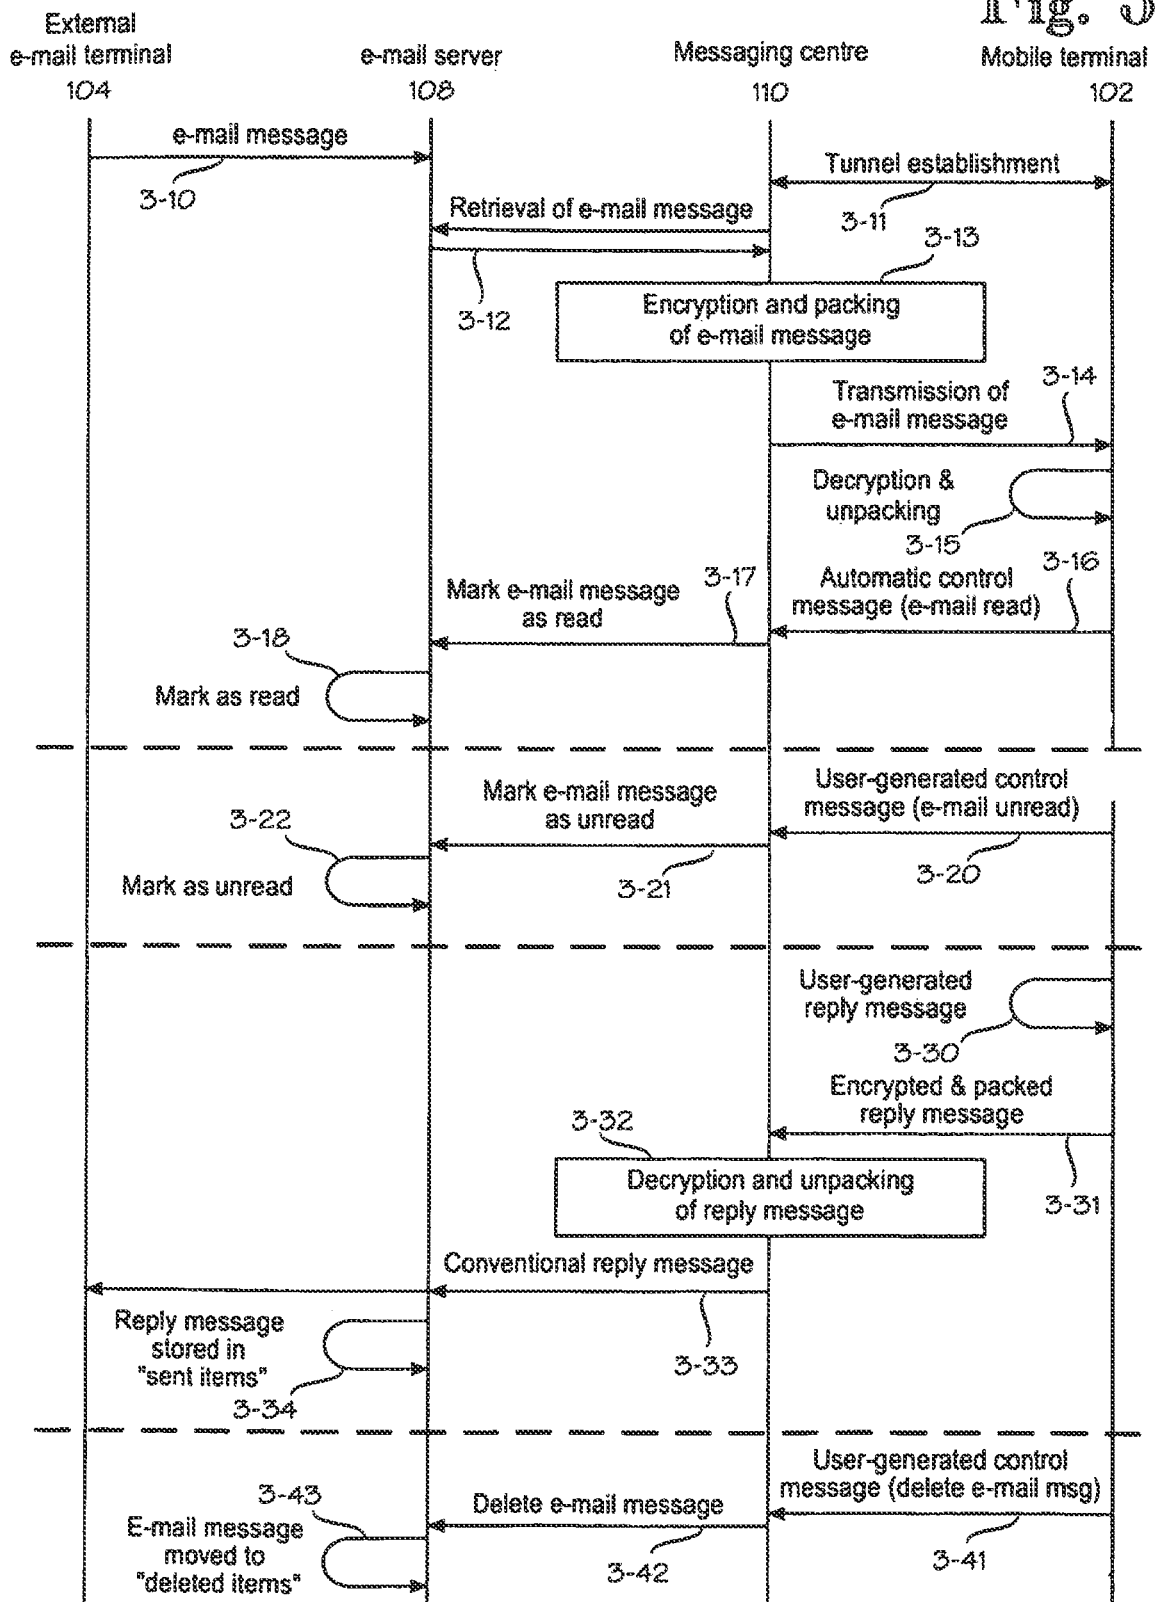 Fig. 3
External
e-mail terminal
104
e-mail server
108
Messaging centre
110
Mobile terminal
102
e-mail message
3-10
Tunnel establishment
3-11
Retrieval of e-mail message
3-12
3-13
Encryption and packing
of e-mail message
3-14
Transmission of
e-mail message
Decryption &
unpacking
3-15
3-16
Automatic control
message (e-mail read)
3-17
Mark e-mail message
as read
3-18
Mark as read
User-generated control
message (e-mail unread)
3-20
Mark e-mail message
as unread
3-21
3-22
Mark as unread
User-generated
reply message
3-30
Encrypted & packed
reply message
3-31
3-32
Decryption and unpacking
of reply message
Conventional reply message
3-33
Reply message
stored in
"sent items"
3-34
User-generated control
message (delete e-mail msg)
3-41
Delete e-mail message
3-42
3-43
E-mail message
moved to
"deleted items"